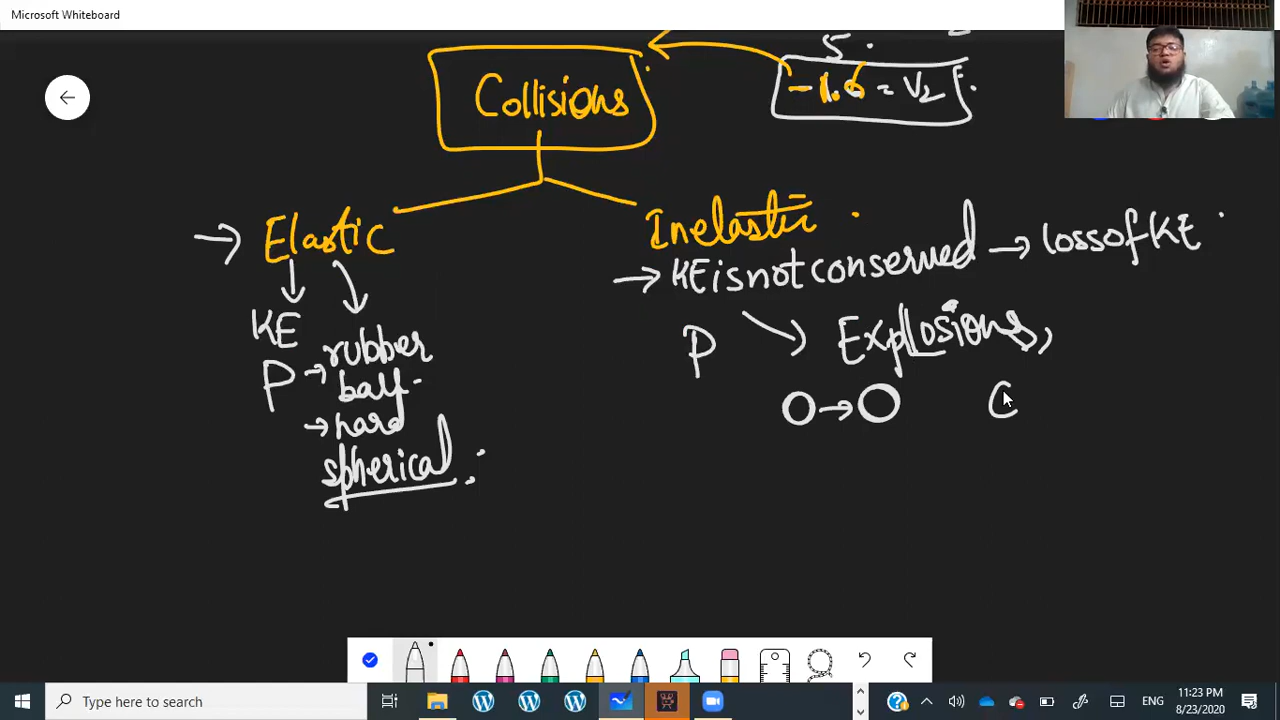 Microsoft Whiteboard
5
-1.6 = V2
Collisions
Elastic
Inelastic
→ KE is not conserved → loss of KE
KE
P
→ rubber
ball
→ hard
spherical
P
Explosions,
Type here to search
ENG
11:23 PM
8/23/2020